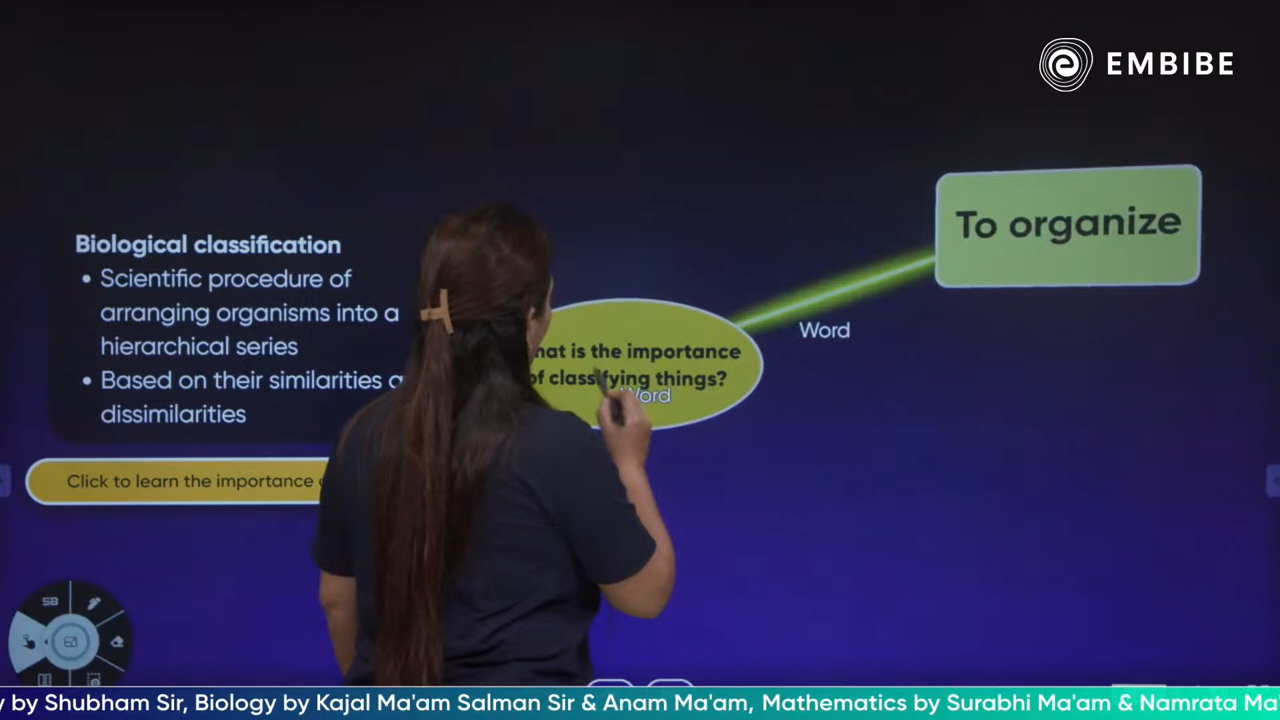 EMBIBE
To organize
Biological classification
• Scientific procedure of
arranging organisms into a
hierarchical series
• Based on their similarities
dissimilarities
is the importance
of classifying things?
Word
Word
Click to learn the importance
58
by Shubham Sir, Biology by Kajal Ma'am Salman Sir & Anam Ma'am, Mathematics by Surabhi Ma'am & Namrata